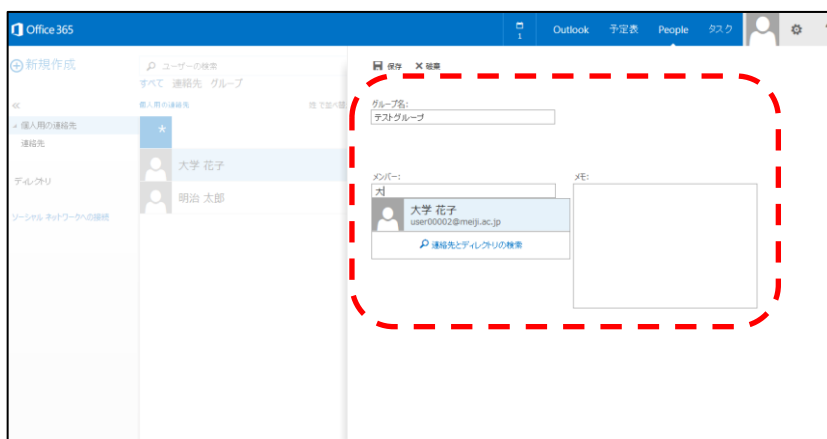 Office 365
1
Outlook 予定表 People タスク
新規作成
ユーザーの検索
すべて 連絡先 グループ
個人用の連絡先
個人用の連絡先
連絡先
ディレクトリ
ソーシャル ネットワークへの接続
大学 花子
明治 太郎
保存 × 破棄
グループ名:
テストグループ
メンバー:
大
大学 花子
user00002@meiji.ac.jp
連絡先とディレクトリの検索
メモ: